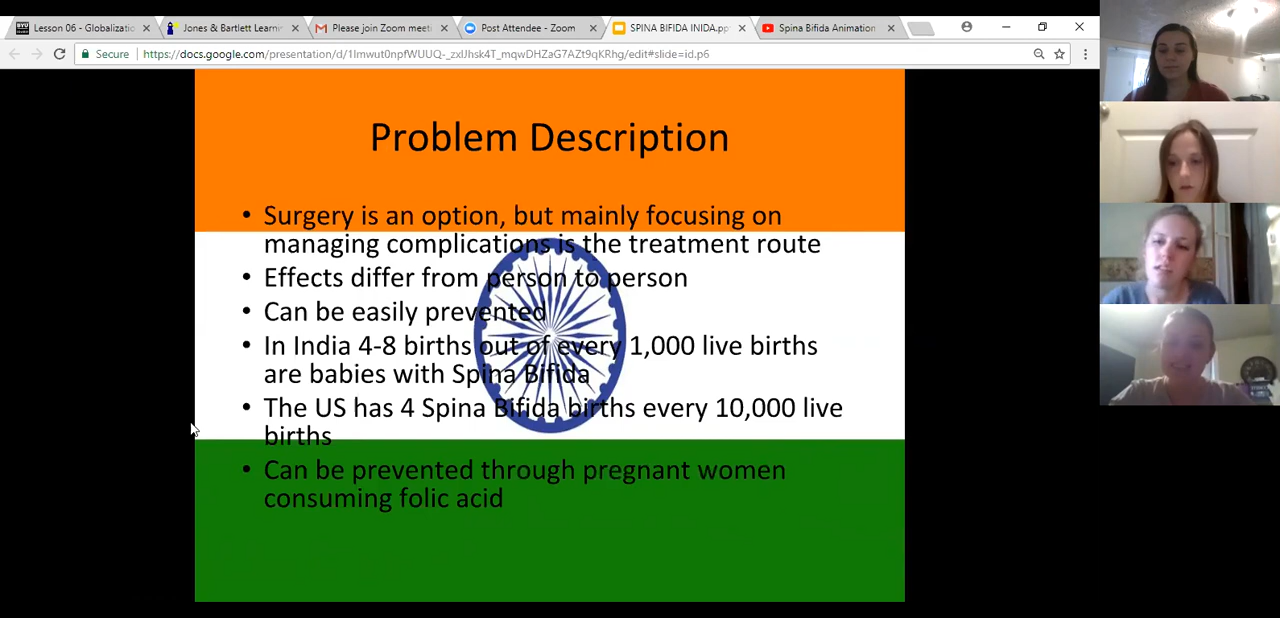 Lesson 06 - Globalizatio
Jones & Bartlett Learnin
Please join Zoom meeti
Post Attendee - Zoom
SPINA BIFIDA INIDA.pp
Spina Bifida Animation
Secure
https://docs.google.com/presentation/d/1Imwut0npfWUUQ-_zxlJhsk4T_mqwDHZaG7AZt9qKRhg/edit#slide=id.p6
Problem Description
• Surgery is an option, but mainly focusing on
managing complications is the treatment route
• Effects differ from person to person
• Can be easily prevented
• In India 4-8 births out of every 1,000 live births
are babies with Spina Bifida
• The US has 4 Spina Bifida births every 10,000 live
births
• Can be prevented through pregnant women
consuming folic acid